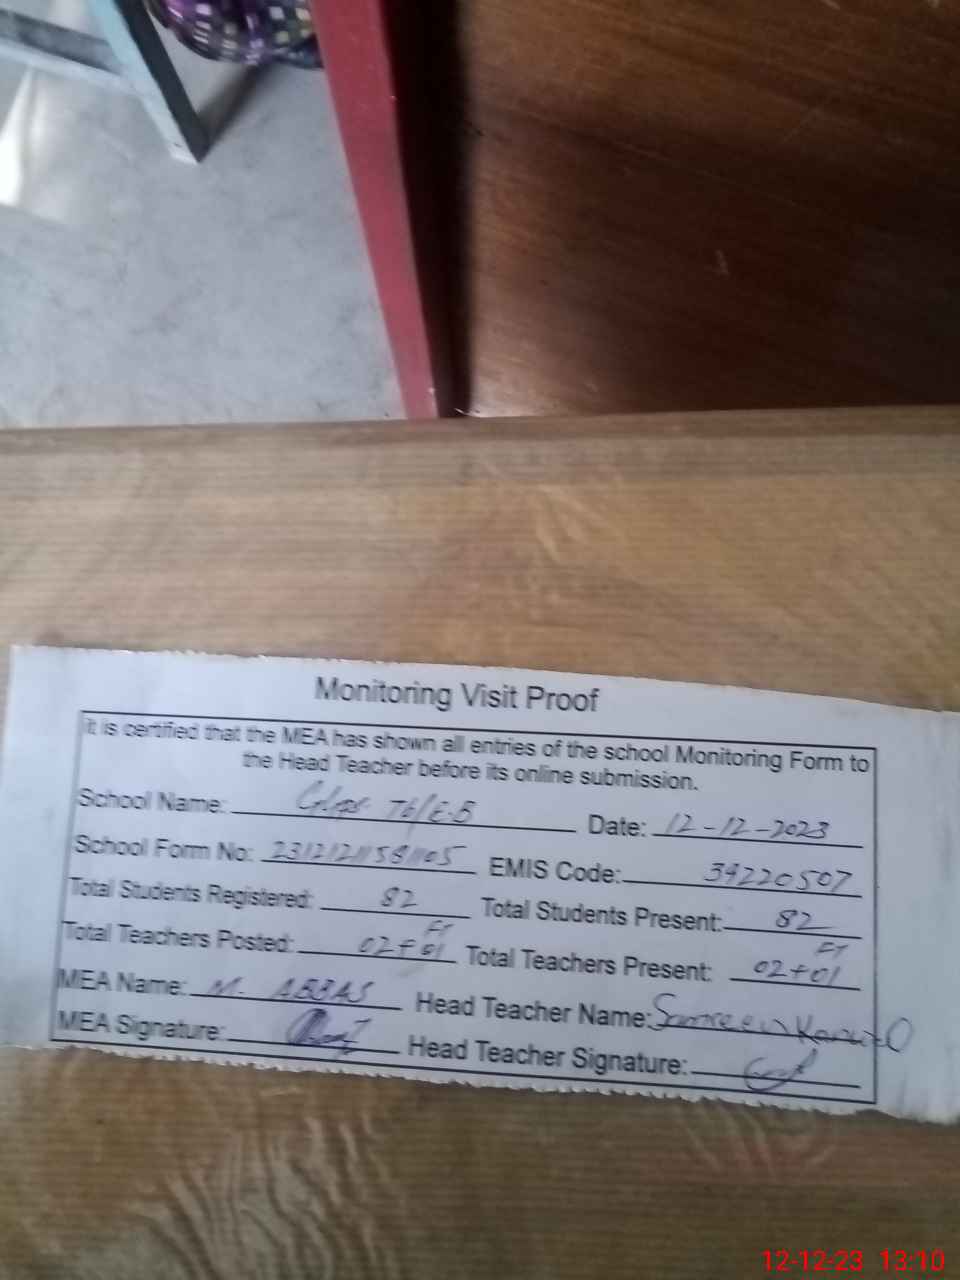 Monitoring Visit Proof
it is certified that the MEA has shown all entries of the school Monitoring Form to
the Head Teacher before its online submission.
School Name: 76/E.B Date: 12-12-2023
School Form No: EMIS Code: 39220507
Total Students Registered: 82 Total Students Present: 82
Total Teachers Posted: 02+01 FT Total Teachers Present: 02+01 FT
MEA Name: M. ABBAS Head Teacher Name: Samreen
MEA Signature: Head Teacher Signature:
12-12-23 13:10